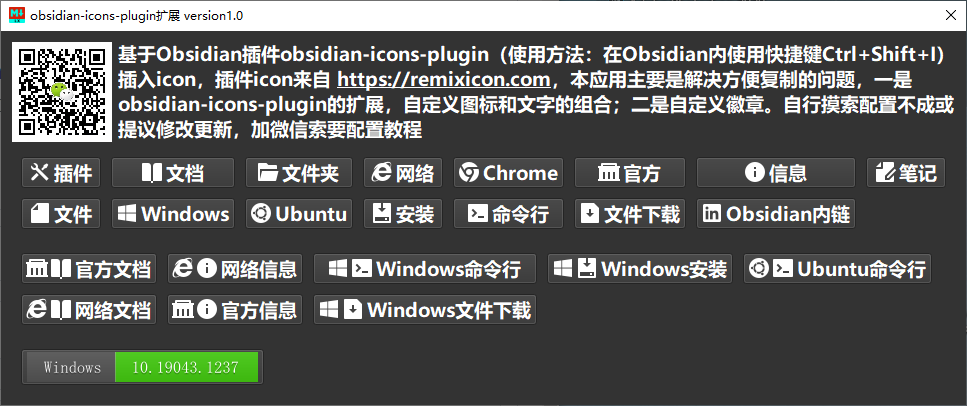 obsidian-icons-plugin扩展 version1.0
基于Obsidian插件obsidian-icons-plugin（使用方法：在Obsidian内使用快捷键Ctrl+Shift+I）
插入icon，插件icon来自 https://remixicon.com，本应用主要是解决方便复制的问题，一是
obsidian-icons-plugin的扩展，自定义图标和文字的组合；二是自定义徽章。自行摸索配置不成或
提议修改更新，加微信索要配置教程
插件 文档 文件夹 网络 Chrome 官方 信息 笔记
文件 Windows Ubuntu 安装 命令行 文件下载 Obsidian内链
官方文档 网络信息 Windows命令行 Windows安装 Ubuntu命令行
网络文档 官方信息 Windows文件下载
Windows 10.19043.1237